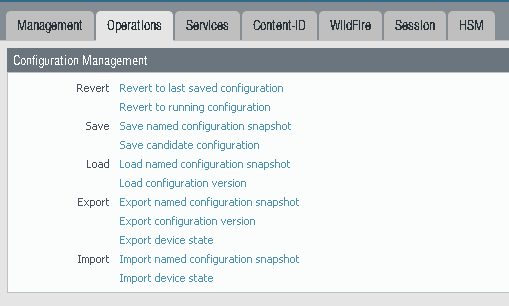 Management Operations Services Content-ID WildFire Session HSM
Configuration Management
Revert Revert to last saved configuration
Revert to running configuration
Save Save named configuration snapshot
Save candidate configuration
Load Load named configuration snapshot
Load configuration version
Export Export named configuration snapshot
Export configuration version
Export device state
Import Import named configuration snapshot
Import device state